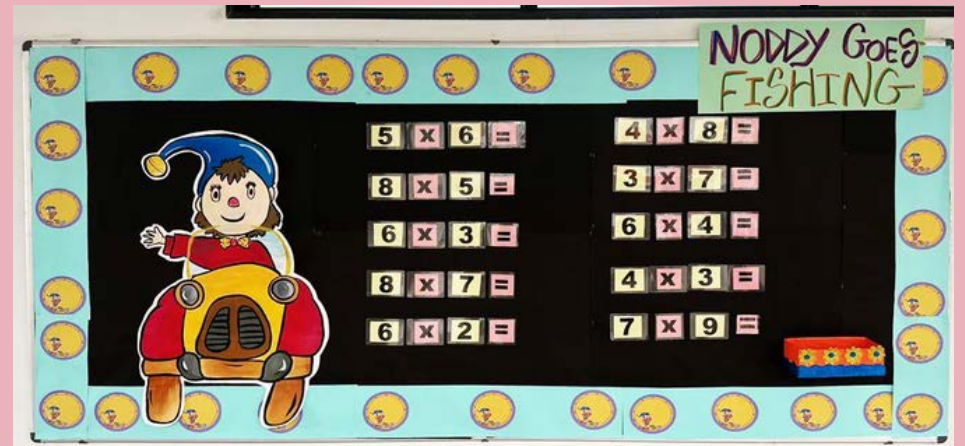 NODDY GOES
FISHING
5 x 6 =
8 x 5 =
6 x 3 =
8 x 7 =
6 x 2 =
4 x 8 =
3 x 7 =
6 x 4 =
4 x 3 =
7 x 9 =